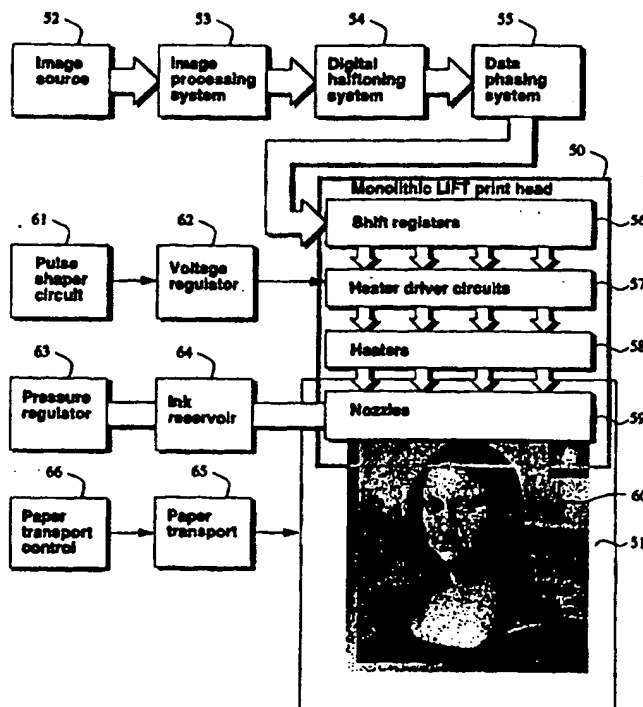 52 53 54 55
Image source
Image processing system
Digital halftoning system
Data phasing system
50
Monolithic LIFT print head
Shift registers
56
61 62
Pulse shaper circuit
Voltage regulator
Heater driver circuits
57
Heaters
58
63 64
Pressure regulator
Ink reservoir
Nozzles
59
66 65
Paper transport control
Paper transport
60
51